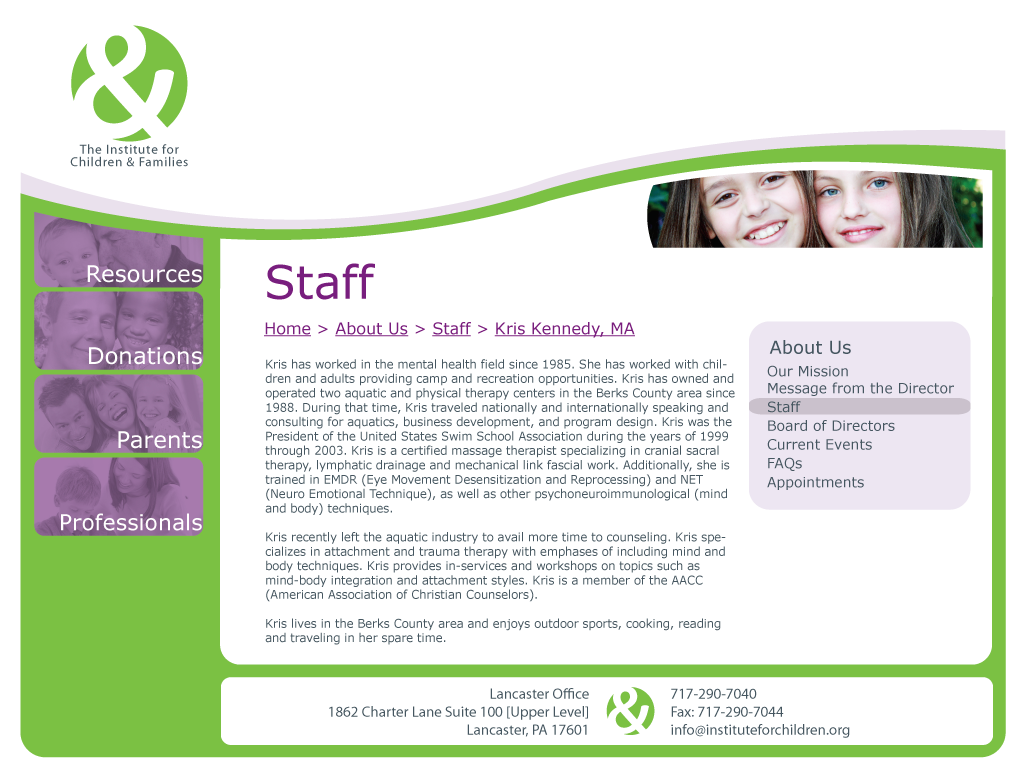 The Institute for
Children & Families
Resources
Donations
Parents
Professionals
Staff
Home > About Us > Staff > Kris Kennedy, MA
Kris has worked in the mental health field since 1985. She has worked with chil-
dren and adults providing camp and recreation opportunities. Kris has owned and
operated two aquatic and physical therapy centers in the Berks County area since
1988. During that time, Kris traveled nationally and internationally speaking and
consulting for aquatics, business development, and program design. Kris was the
President of the United States Swim School Association during the years of 1999
through 2003. Kris is a certified massage therapist specializing in cranial sacral
therapy, lymphatic drainage and mechanical link fascial work. Additionally, she is
trained in EMDR (Eye Movement Desensitization and Reprocessing) and NET
(Neuro Emotional Technique), as well as other psychoneuroimmunological (mind
and body) techniques.
Kris recently left the aquatic industry to avail more time to counseling. Kris spe-
cializes in attachment and trauma therapy with emphases of including mind and
body techniques. Kris provides in-services and workshops on topics such as
mind-body integration and attachment styles. Kris is a member of the AACC
(American Association of Christian Counselors).
Kris lives in the Berks County area and enjoys outdoor sports, cooking, reading
and traveling in her spare time.
About Us
Our Mission
Message from the Director
Staff
Board of Directors
Current Events
FAQs
Appointments
Lancaster Office
1862 Charter Lane Suite 100 [Upper Level]
Lancaster, PA 17601
&
717-290-7040
Fax: 717-290-7044
info@instituteforchildren.org